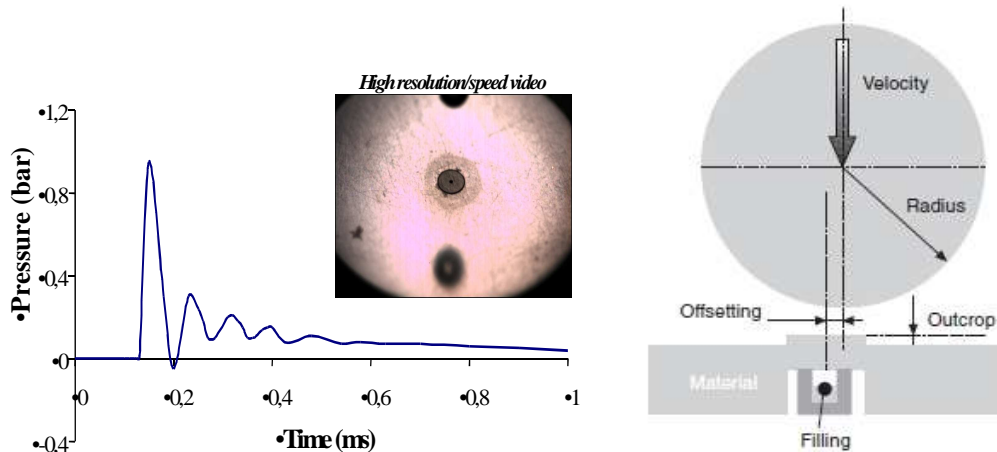 High resolution/speed video
•1,2
•0,8
•0,4
•0
•-0,4
•Pressure (bar)
•0
•0,2
•0,4
•0,6
•0,8
•1
•Time (ms)
Velocity
Radius
Offsetting
Outcrop
Material
Filling